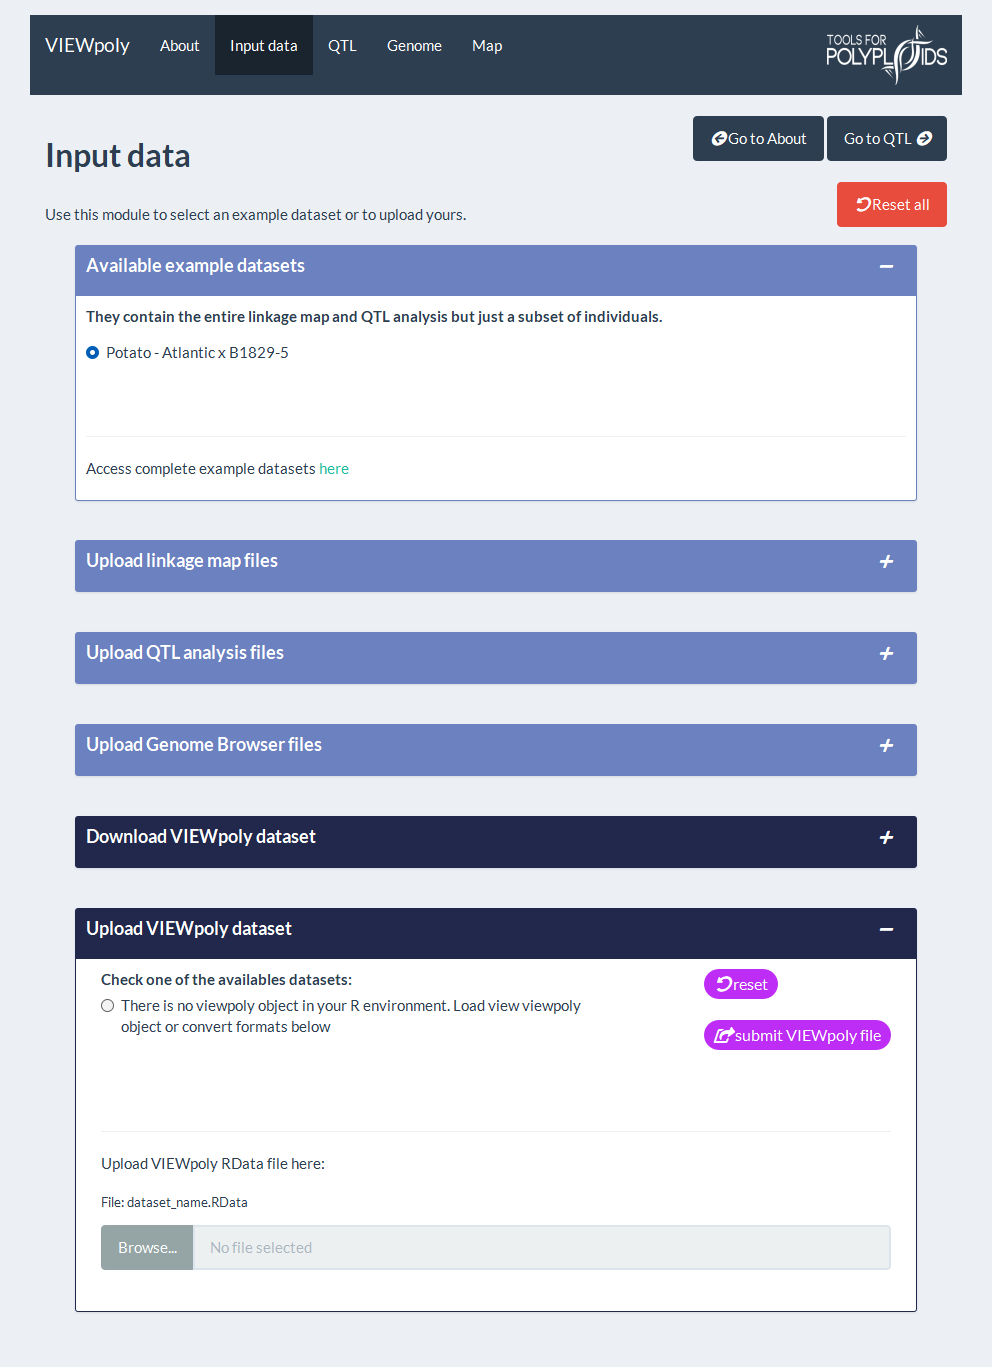 VIEWpoly About Input data QTL Genome Map
TOOLS FOR
POLYPLOIDS
Go to About Go to QTL
Input data
Reset all
Use this module to select an example dataset or to upload yours.
Available example datasets
They contain the entire linkage map and QTL analysis but just a subset of individuals.
Potato - Atlantic x B1829-5
Access complete example datasets here
Upload linkage map files
Upload QTL analysis files
Upload Genome Browser files
Download VIEWpoly dataset
Upload VIEWpoly dataset
Check one of the availables datasets:
reset
There is no viewpoly object in your R environment. Load view viewpoly
object or convert formats below
submit VIEWpoly file
Upload VIEWpoly RData file here:
File: dataset_name.RData
Browse... No file selected